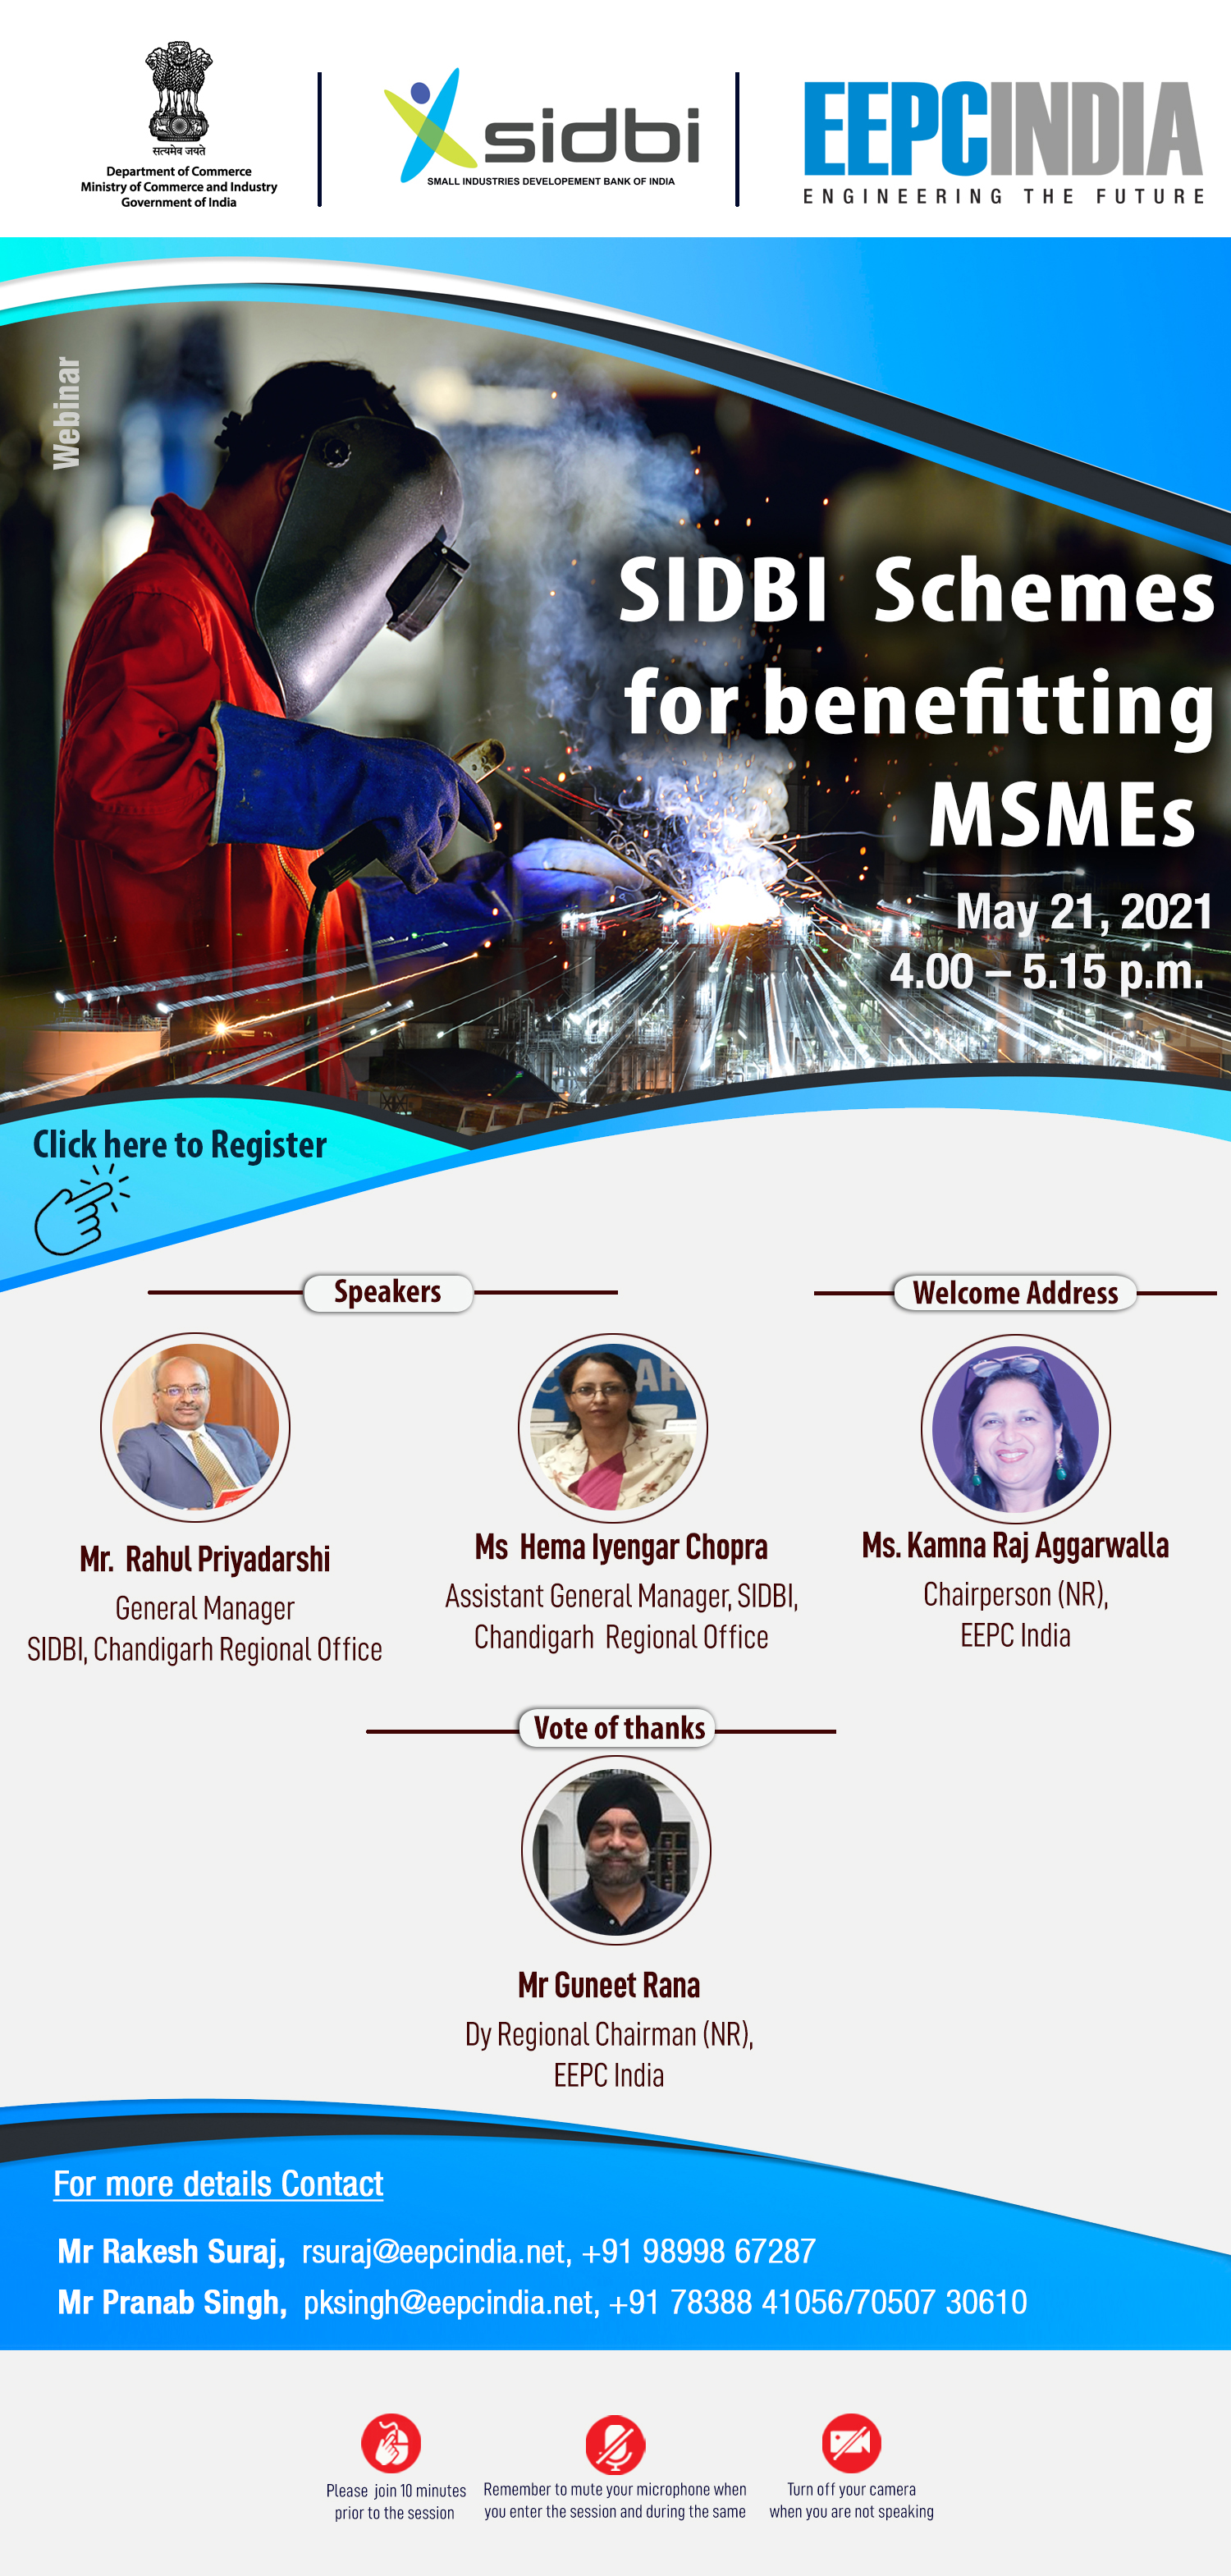 सत्यमेव जयते
Department of Commerce
Ministry of Commerce and Industry
Government of India
sidbi
SMALL INDUSTRIES DEVELOPEMENT BANK OF INDIA
EEPCINDIA
ENGINEERING THE FUTURE
Webinar
SIDBI Schemes
for benefitting
MSMEs
May 21, 2021
4.00 – 5.15 p.m.
Click here to Register
Speakers
Mr. Rahul Priyadarshi
General Manager
SIDBI, Chandigarh Regional Office
Ms Hema Iyengar Chopra
Assistant General Manager, SIDBI,
Chandigarh Regional Office
Welcome Address
Ms. Kamna Raj Aggarwalla
Chairperson (NR),
EEPC India
Vote of thanks
Mr Guneet Rana
Dy Regional Chairman (NR),
EEPC India
For more details Contact
Mr Rakesh Suraj, rsuraj@eepcindia.net, +91 98998 67287
Mr Pranab Singh, pksingh@eepcindia.net, +91 78388 41056/70507 30610
Please join 10 minutes
prior to the session
Remember to mute your microphone when
you enter the session and during the same
Turn off your camera
when you are not speaking